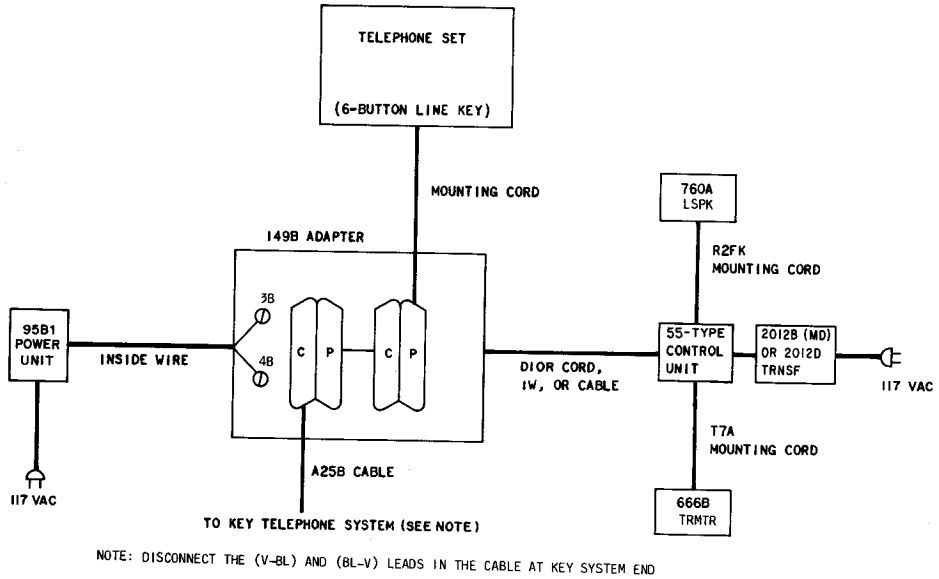 TELEPHONE SET
(6-BUTTON LINE KEY)
MOUNTING CORD
760A
LSPK
149B ADAPTER
R2FK
MOUNTING CORD
3B
95B1
POWER
UNIT
INSIDE WIRE
4B
C
P
C
P
55-TYPE
CONTROL
UNIT
2012B (MD)
OR 2012D
TRNSF
DIOR CORD,
IW, OR CABLE
117 VAC
T7A
MOUNTING CORD
A25B CABLE
117 VAC
666B
TRMTR
TO KEY TELEPHONE SYSTEM (SEE NOTE)
NOTE: DISCONNECT THE (V-BL) AND (BL-V) LEADS IN THE CABLE AT KEY SYSTEM END